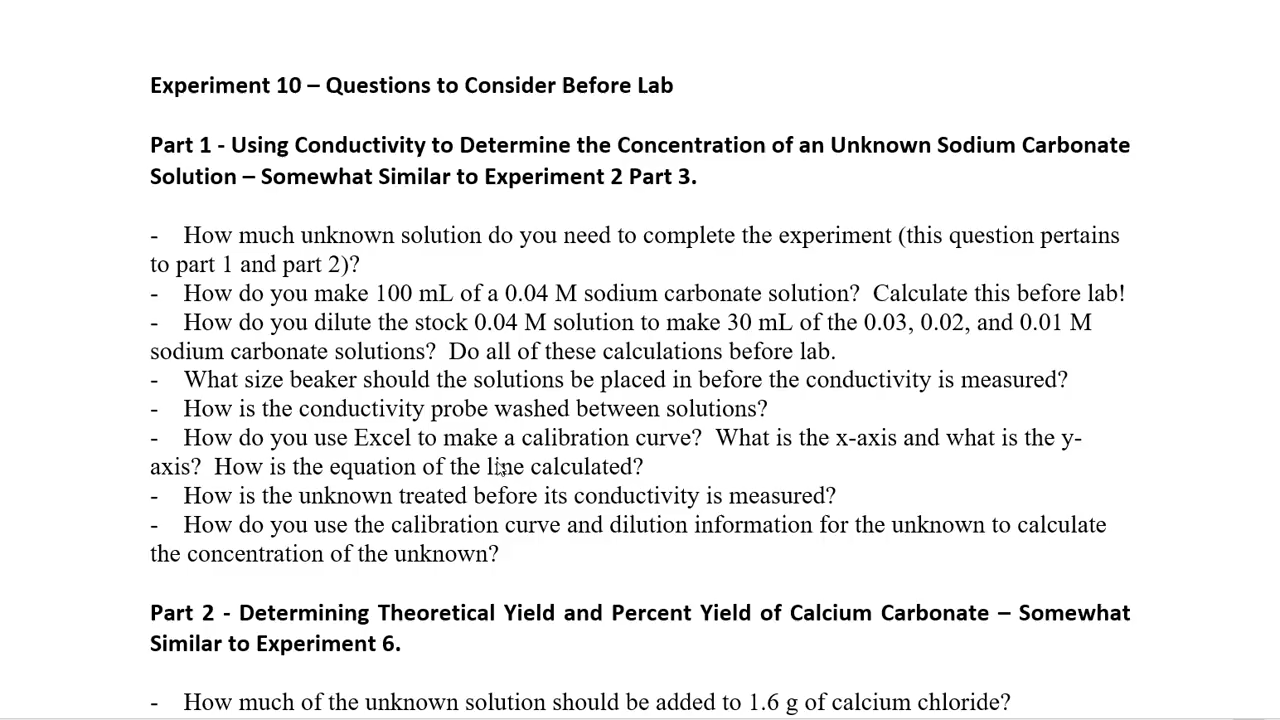 Experiment 10 – Questions to Consider Before Lab
Part 1 - Using Conductivity to Determine the Concentration of an Unknown Sodium Carbonate
Solution – Somewhat Similar to Experiment 2 Part 3.
- How much unknown solution do you need to complete the experiment (this question pertains
to part 1 and part 2)?
- How do you make 100 mL of a 0.04 M sodium carbonate solution? Calculate this before lab!
- How do you dilute the stock 0.04 M solution to make 30 mL of the 0.03, 0.02, and 0.01 M
sodium carbonate solutions? Do all of these calculations before lab.
- What size beaker should the solutions be placed in before the conductivity is measured?
- How is the conductivity probe washed between solutions?
- How do you use Excel to make a calibration curve? What is the x-axis and what is the y-
axis? How is the equation of the line calculated?
- How is the unknown treated before its conductivity is measured?
- How do you use the calibration curve and dilution information for the unknown to calculate
the concentration of the unknown?
Part 2 - Determining Theoretical Yield and Percent Yield of Calcium Carbonate – Somewhat
Similar to Experiment 6.
- How much of the unknown solution should be added to 1.6 g of calcium chloride?